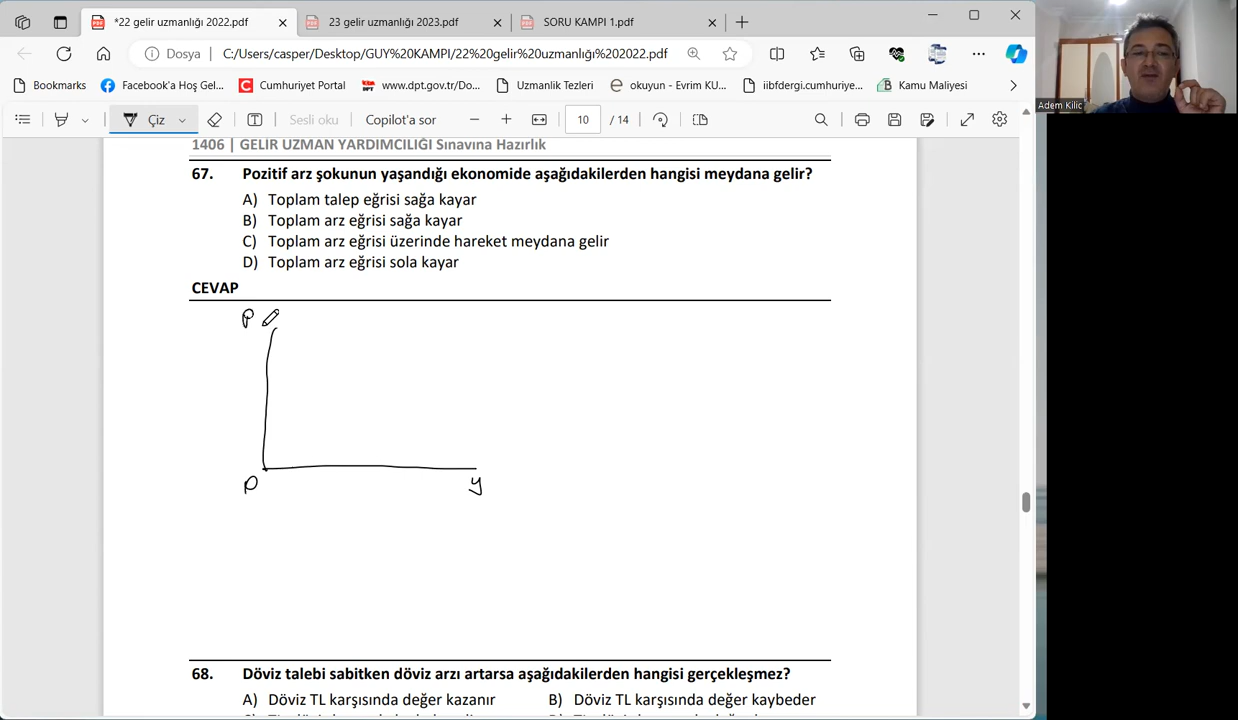 *22 gelir uzmanlığı 2022.pdf
23 gelir uzmanlığı 2023.pdf
SORU KAMPI 1.pdf
Dosya
C:/Users/casper/Desktop/GUY%20KAMPI/22%20gelir%20uzmanlığı%202022.pdf
Bookmarks
Facebook'a Hoş Gel...
Cumhuriyet Portal
www.dpt.gov.tr/Do...
Uzmanlık Tezleri
okuyun - Evrim KU...
iibfdergi.cumhuriye...
Kamu Maliyesi
Çiz
Sesli oku
Copilot'a sor
10 / 14
Adem Kilic
1406 | GELİR UZMAN YARDIMCILIĞI Sınavına Hazırlık
67. Pozitif arz şokunun yaşandığı ekonomide aşağıdakilerden hangisi meydana gelir?
A) Toplam talep eğrisi sağa kayar
B) Toplam arz eğrisi sağa kayar
C) Toplam arz eğrisi üzerinde hareket meydana gelir
D) Toplam arz eğrisi sola kayar
CEVAP
P
y
68. Döviz talebi sabitken döviz arzı artarsa aşağıdakilerden hangisi gerçekleşmez?
A) Döviz TL karşısında değer kazanır
B) Döviz TL karşısında değer kaybeder